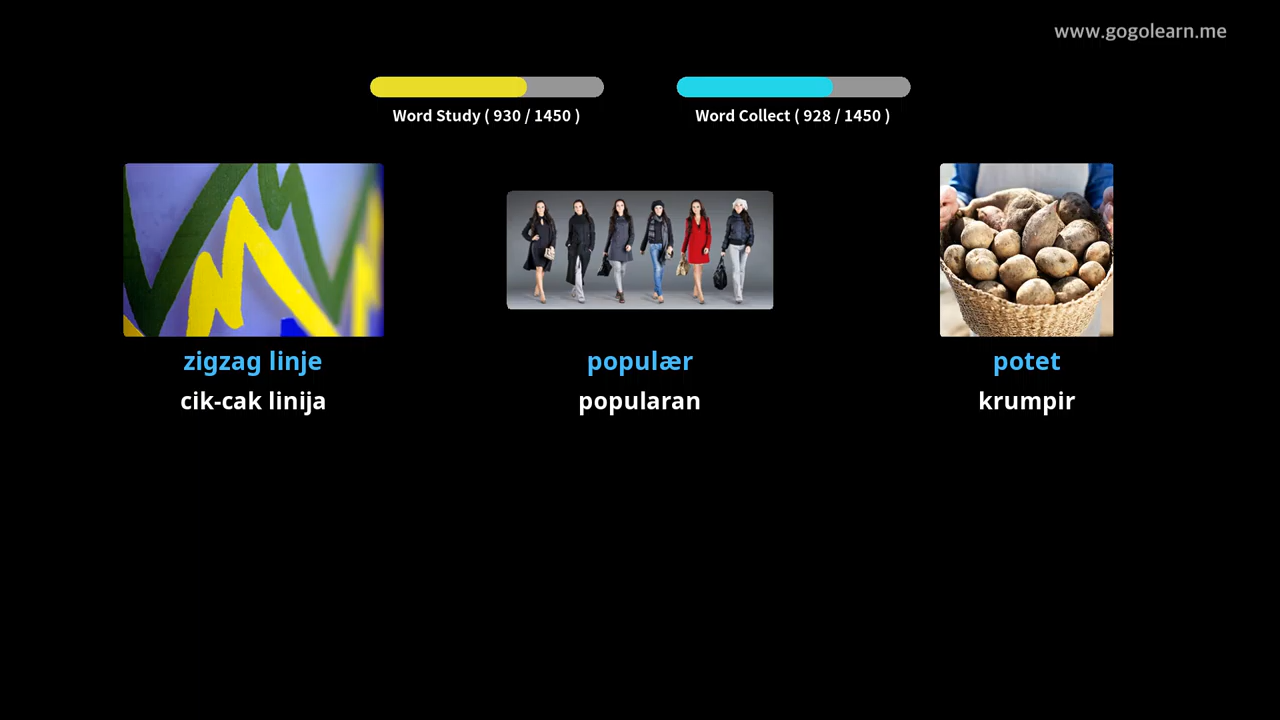 www.gogolearn.me
Word Study ( 930 / 1450 )
Word Collect ( 928 / 1450 )
zigzag linje
cik-cak linija
populær
popularan
potet
krumpir